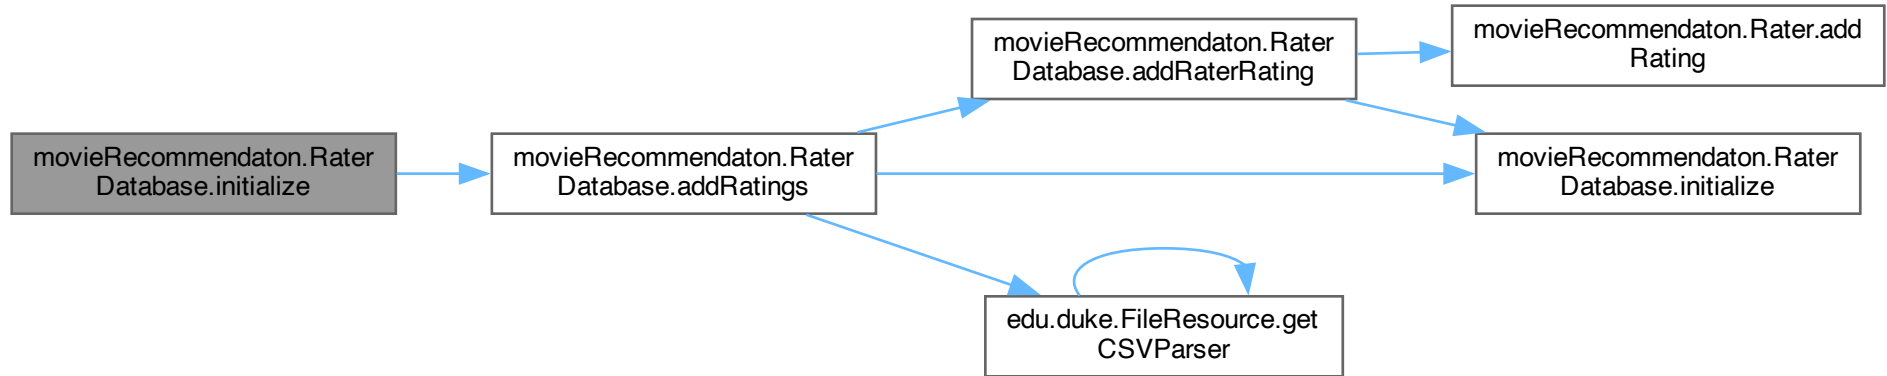 movieRecommendaton.Rater
Database.initialize
movieRecommendaton.Rater
Database.addRatings
movieRecommendaton.Rater
Database.addRaterRating
movieRecommendaton.Rater.add
Rating
movieRecommendaton.Rater
Database.initialize
edu.duke.FileResource.get
CSVParser